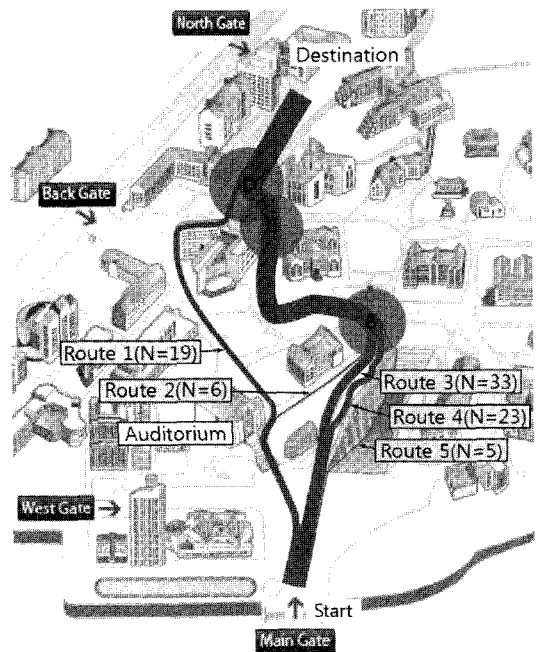 North Gate
Destination
Back Gate
Route 1(N=19)
Route 2(N=6)
Route 3(N=33)
Route 4(N=23)
Auditorium
Route 5(N=5)
West Gate
Start
Main Gate